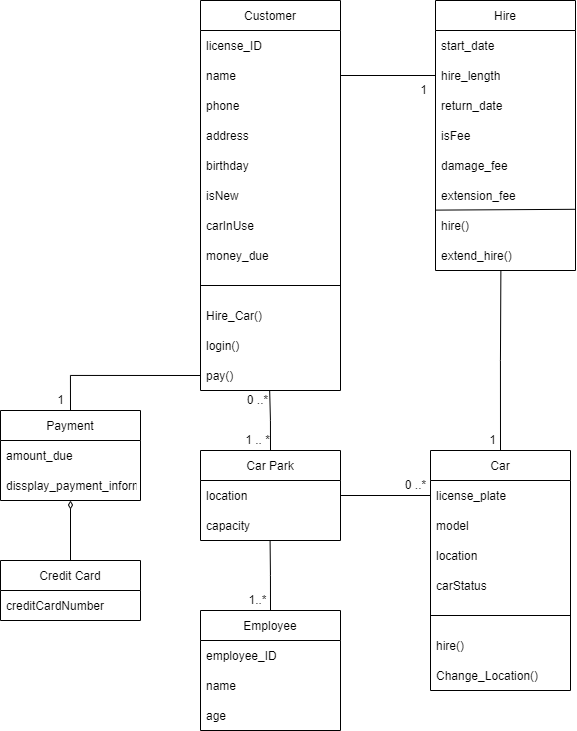 Customer
license_ID
name
phone
address
birthday
isNew
carInUse
money_due
Hire_Car()
login()
pay()
Hire
start_date
hire_length
return_date
isFee
damage_fee
extension_fee
hire()
extend_hire()
1
1
0 ..*
1 .. *
1
0 ..*
Payment
amount_due
dissplay_payment_inforr
Car Park
location
capacity
Car
license_plate
model
location
carStatus
hire()
Change_Location()
Credit Card
creditCardNumber
1..*
Employee
employee_ID
name
age